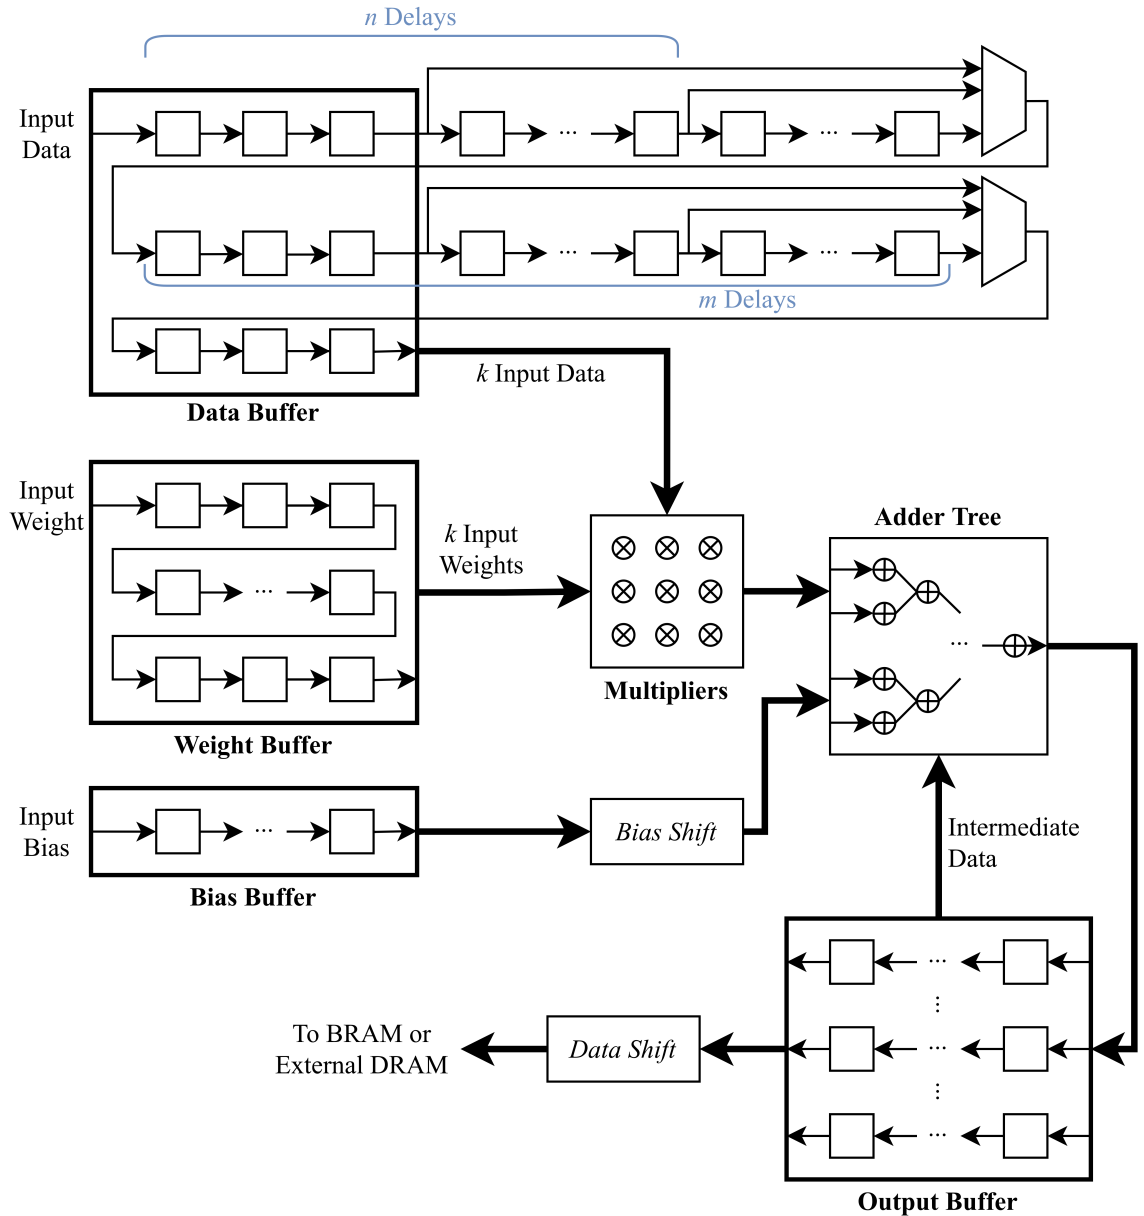 n Delays
Input
Data
...
...
...
...
m Delays
k Input Data
Data Buffer
Input
Weight
...
k Input
Weights
Weight Buffer
Adder Tree
...
Multipliers
Input
Bias
...
Bias Shift
Bias Buffer
Intermediate
Data
...
...
...
...
...
To BRAM or
External DRAM
Data Shift
Output Buffer